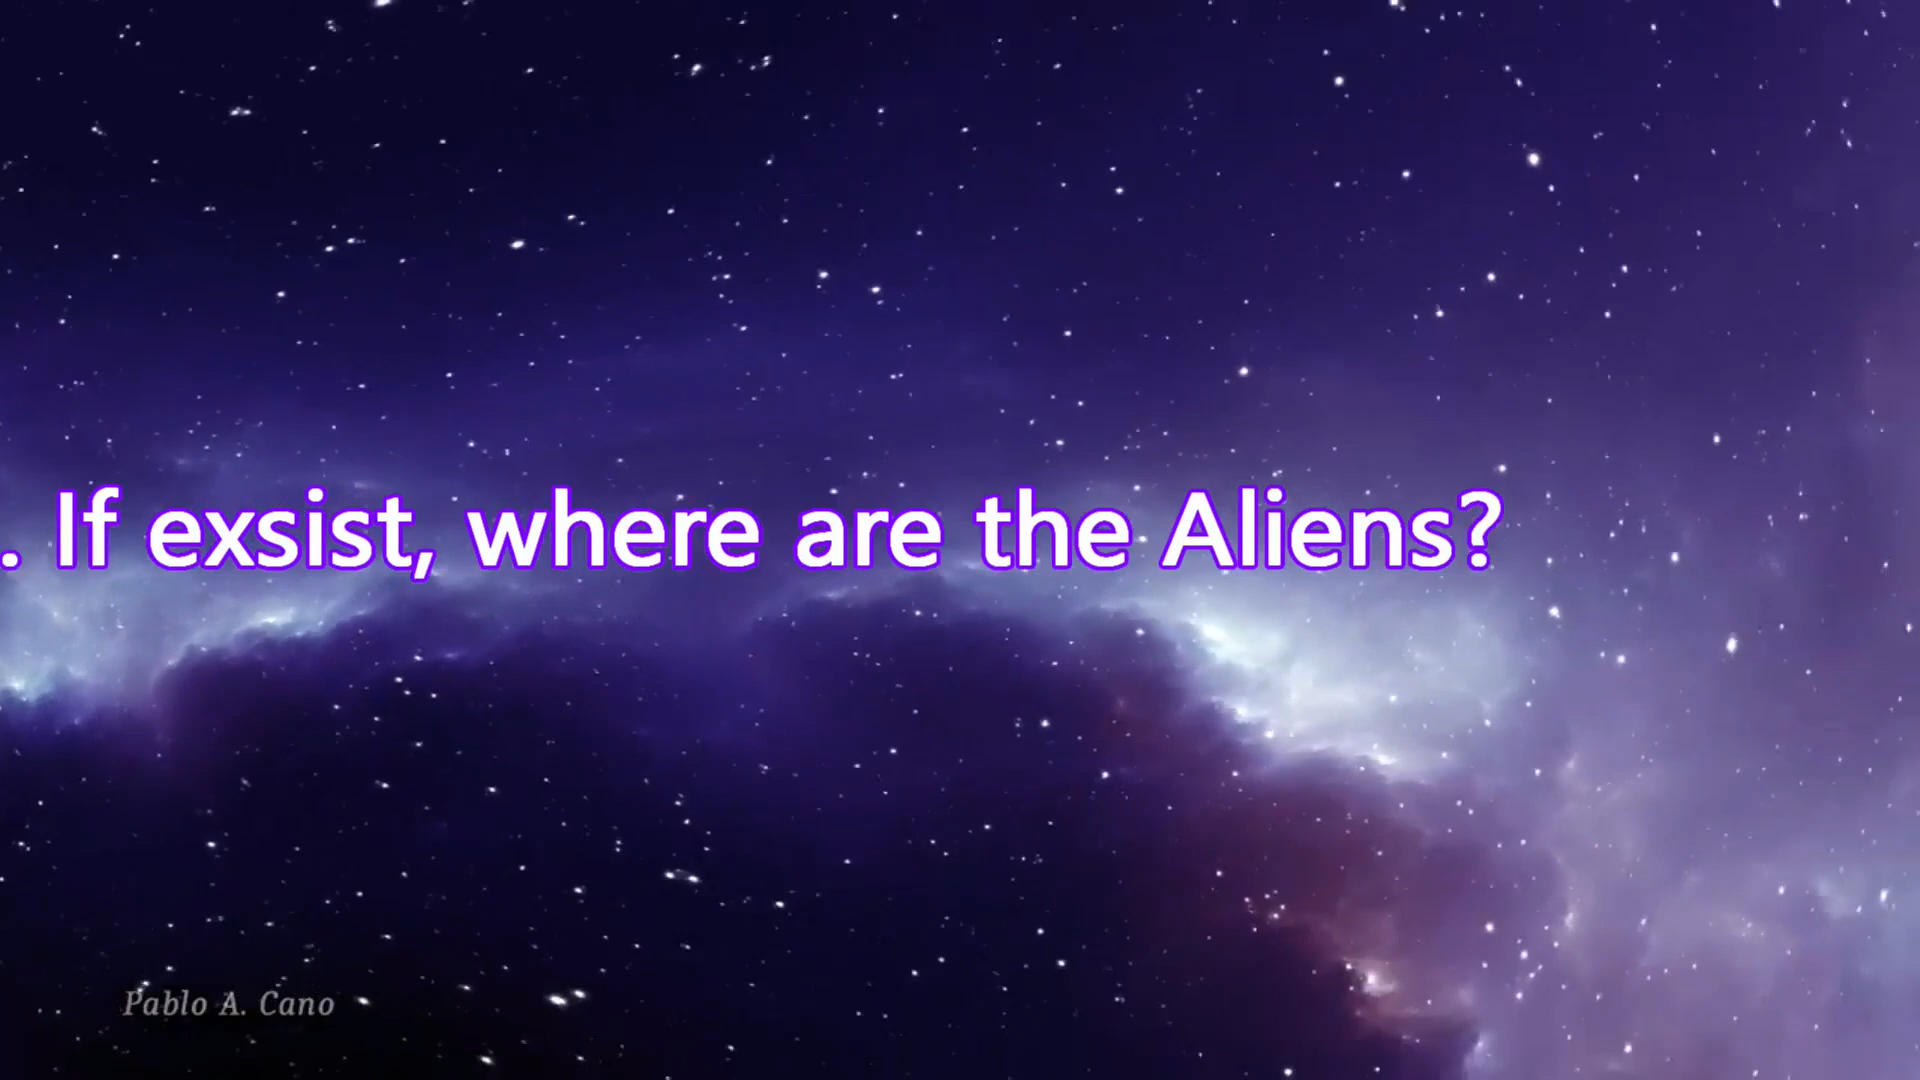 . If exsist, where are the Aliens?
Pablo A. Cano